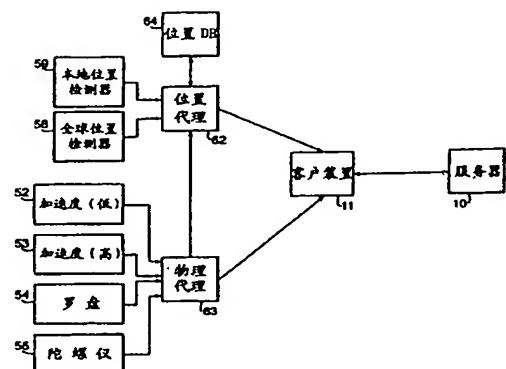 64
位置 DB
59
本地位置
检测器
58
全球位置
检测器
位置
代理
62
客户装置
11
服务器
10
52
加速度(低)
53
加速度(高)
54
罗 盘
55
陀 螺 仪
物理
代理
63